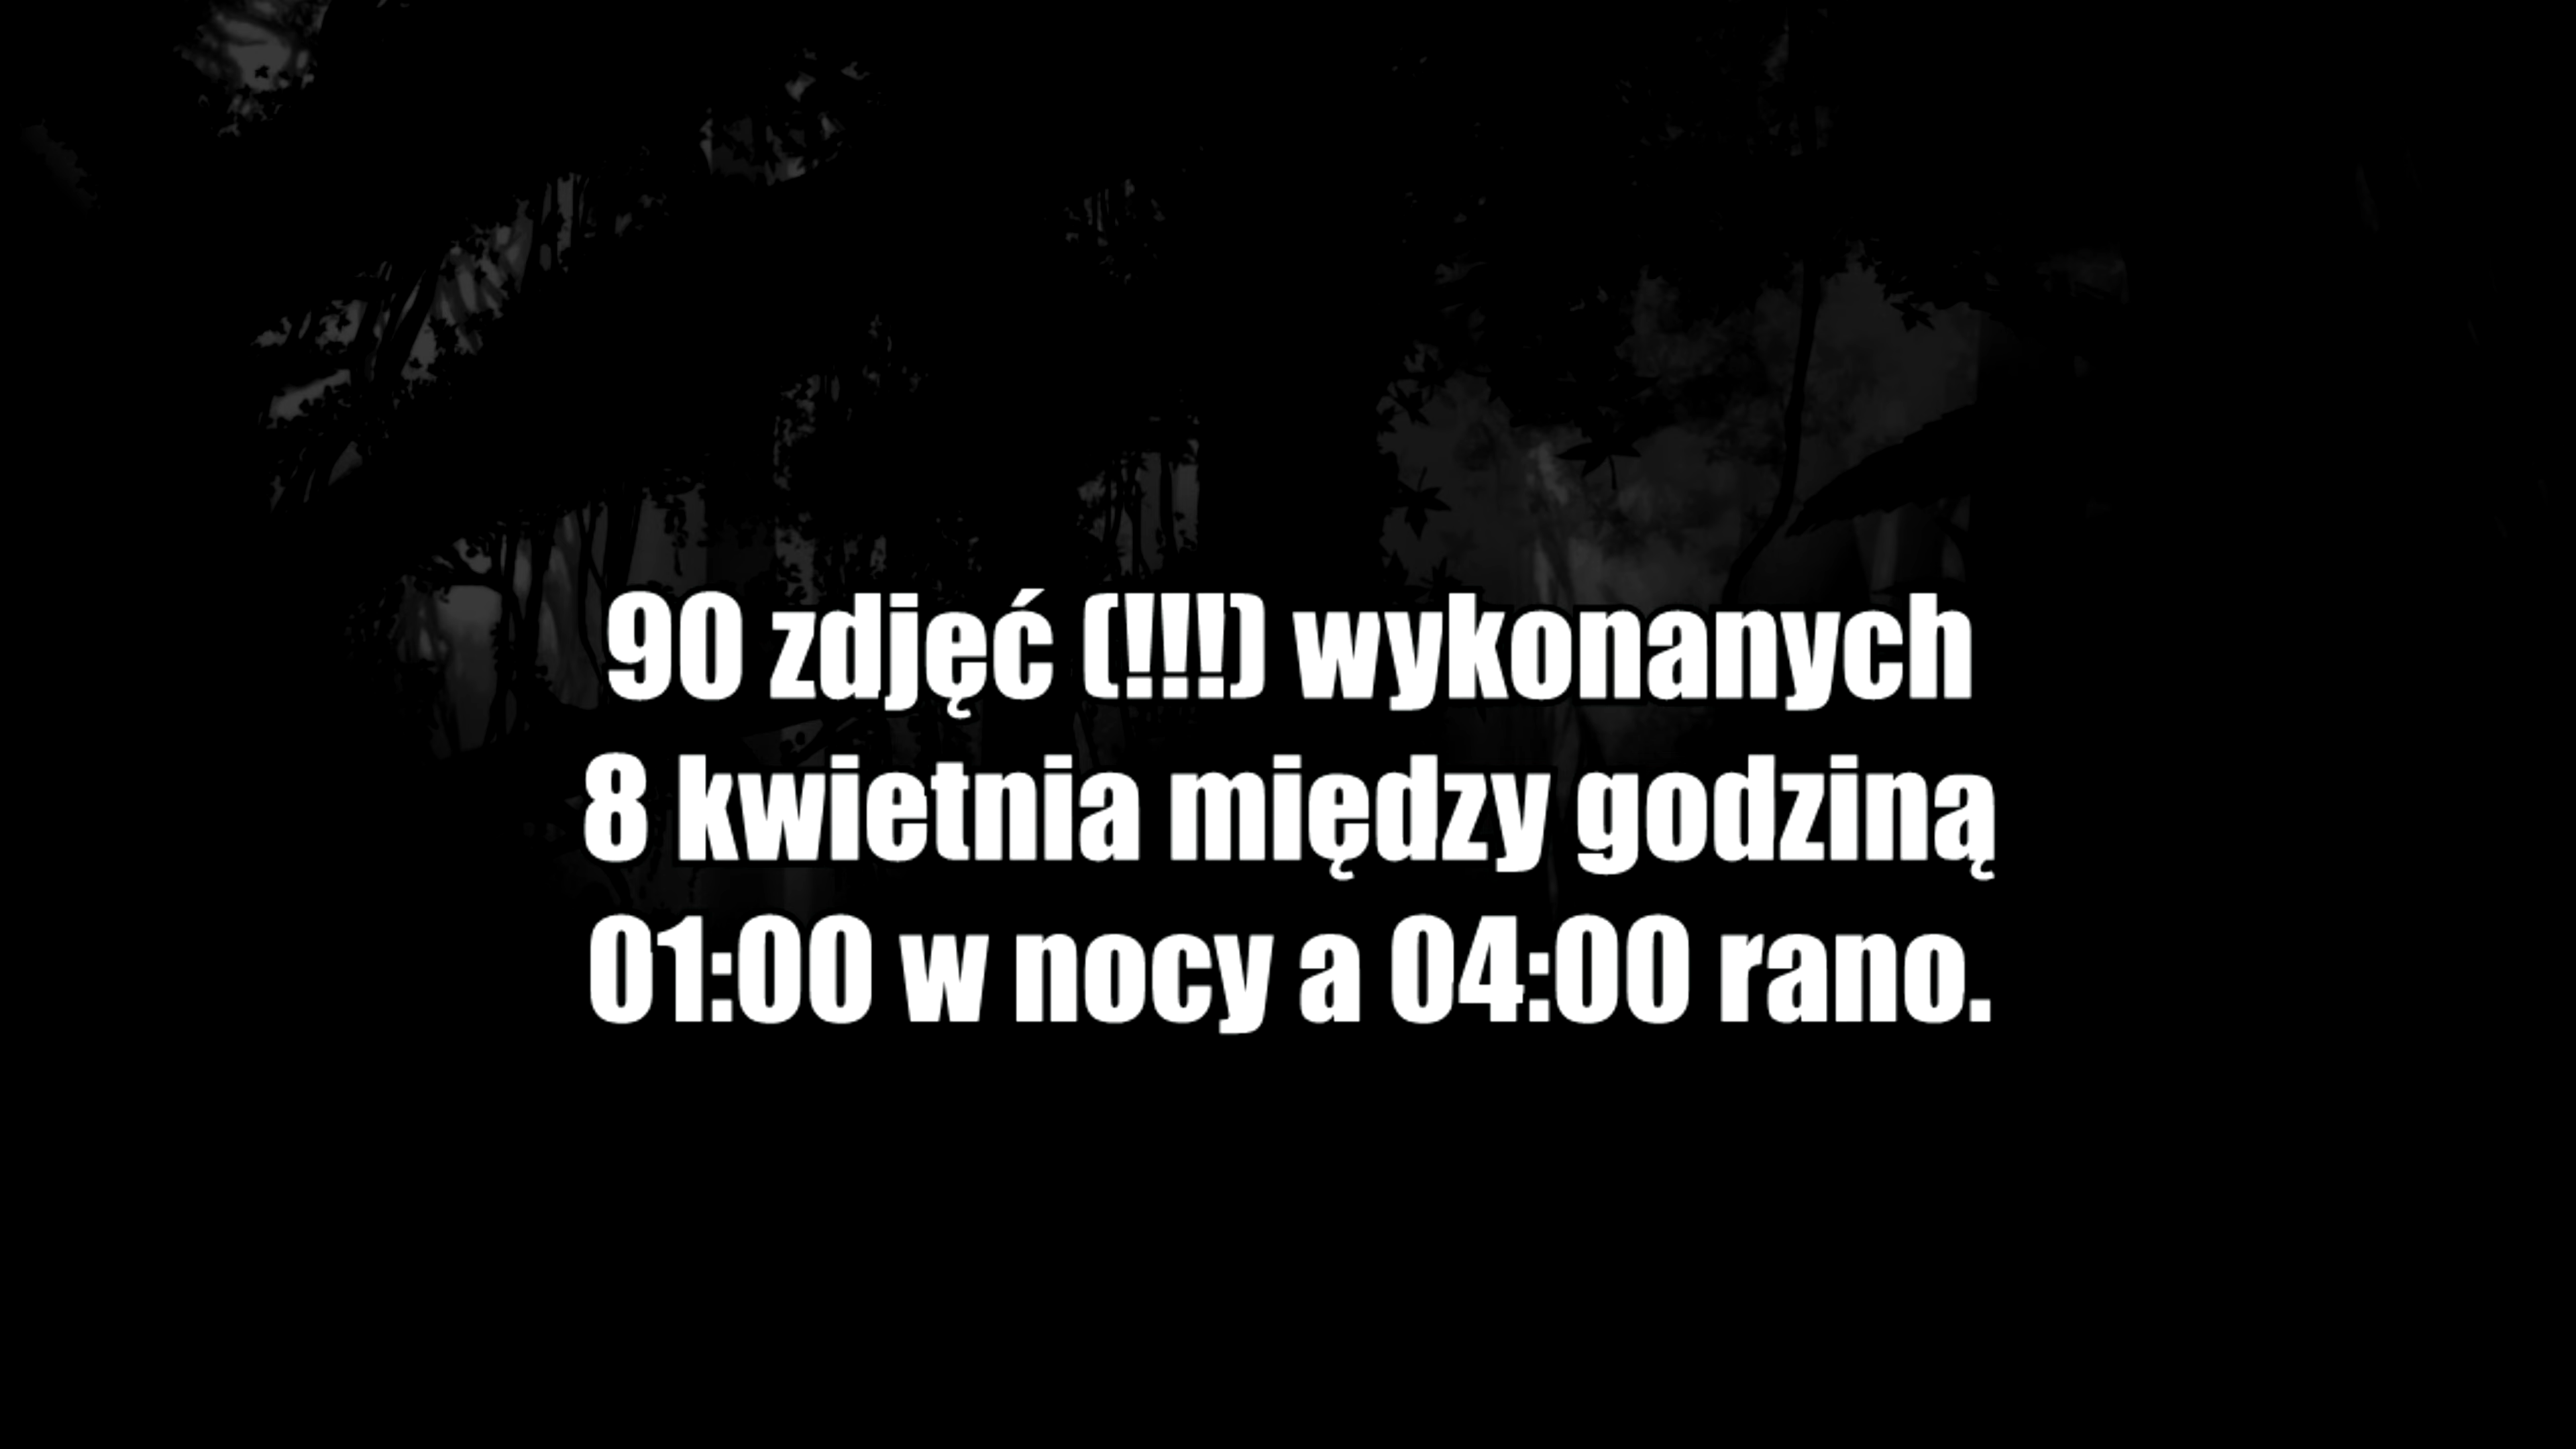 90 zdjęć (!!!) wykonanych
8 kwietnia między godziną
01:00 w nocy a 04:00 rano.